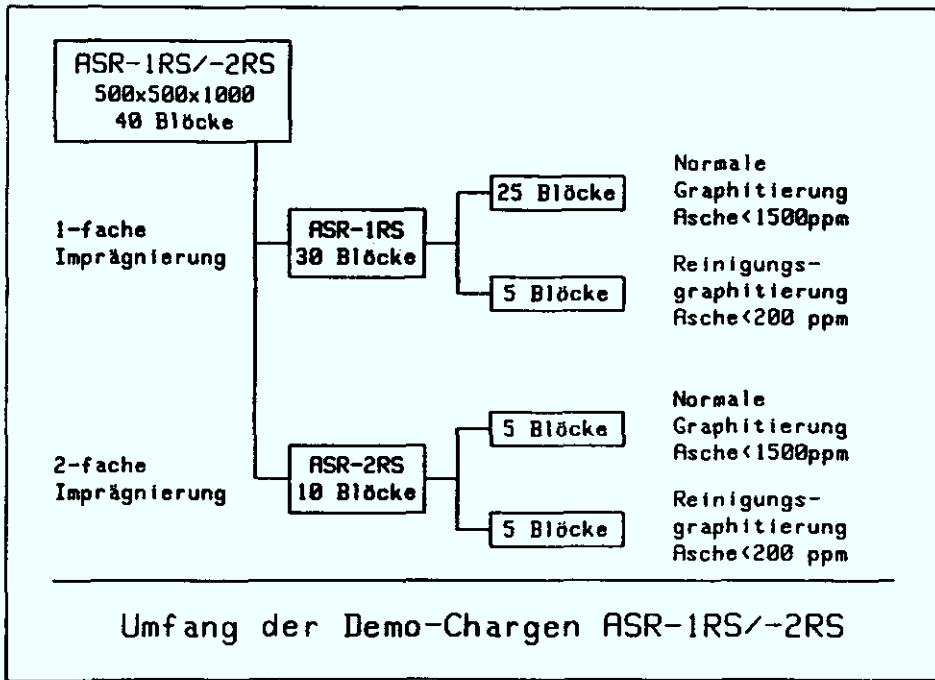 ASR-1RS/-2RS
500x500x1000
40 Blöcke
1-fache
Imprägnierung
ASR-1RS
30 Blöcke
25 Blöcke
Normale
Graphitierung
Asche<1500ppm
5 Blöcke
Reinigungs-
graphitierung
Asche<200 ppm
2-fache
Imprägnierung
ASR-2RS
10 Blöcke
5 Blöcke
Normale
Graphitierung
Asche<1500ppm
5 Blöcke
Reinigungs-
graphitierung
Asche<200 ppm
Umfang der Demo-Chargen ASR-1RS/-2RS